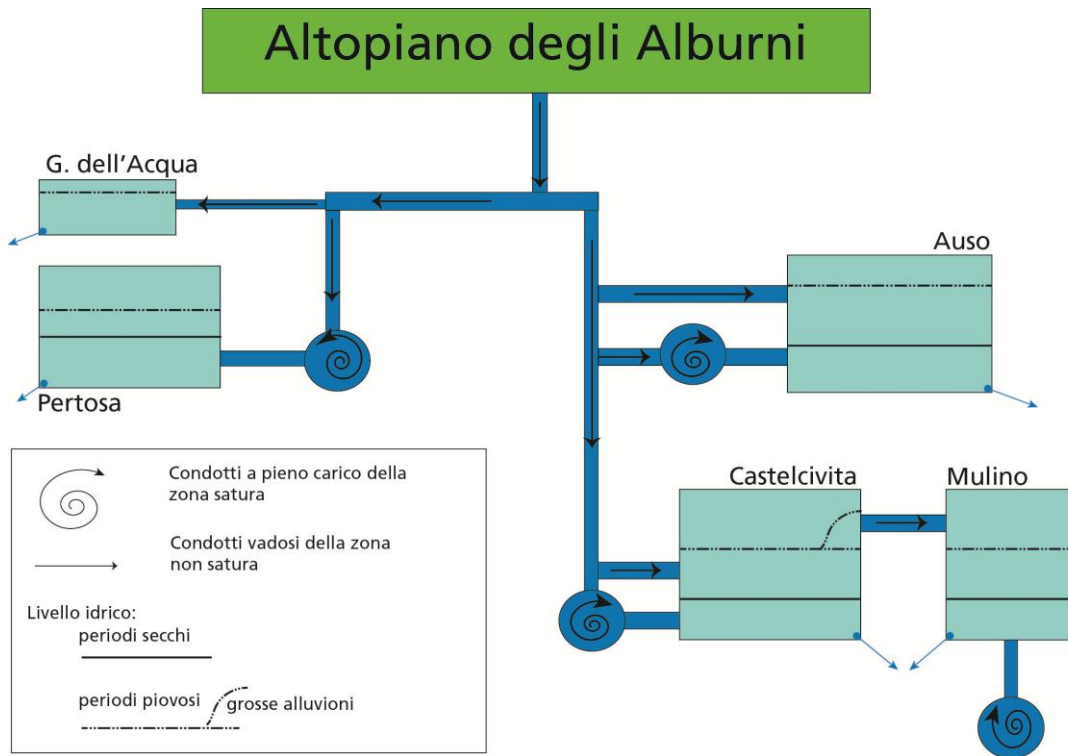 Altopiano degli Alburni
G. dell'Acqua
Auso
Pertosa
Castelcivita
Mulino
Condotti a pieno carico della
zona satura
Condotti vadosi della zona
non satura
Livello idrico:
periodi secchi
periodi piovosi
grosse alluvioni